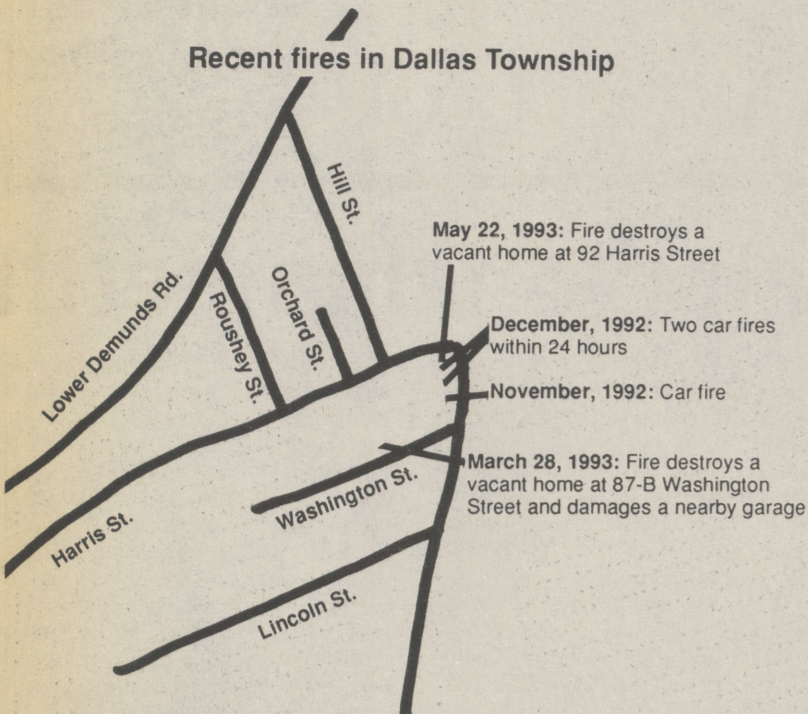 Recent fires in Dallas Township
Hill St.
May 22, 1993: Fire destroys a
vacant home at 92 Harris Street
Orchard St.
Lower Demunds Rd.
Roushey St.
December, 1992: Two car fires
within 24 hours
November, 1992: Car fire
March 28, 1993: Fire destroys a
vacant home at 87-B Washington
Street and damages a nearby garage
Washington St.
Harris St.
Lincoln St.